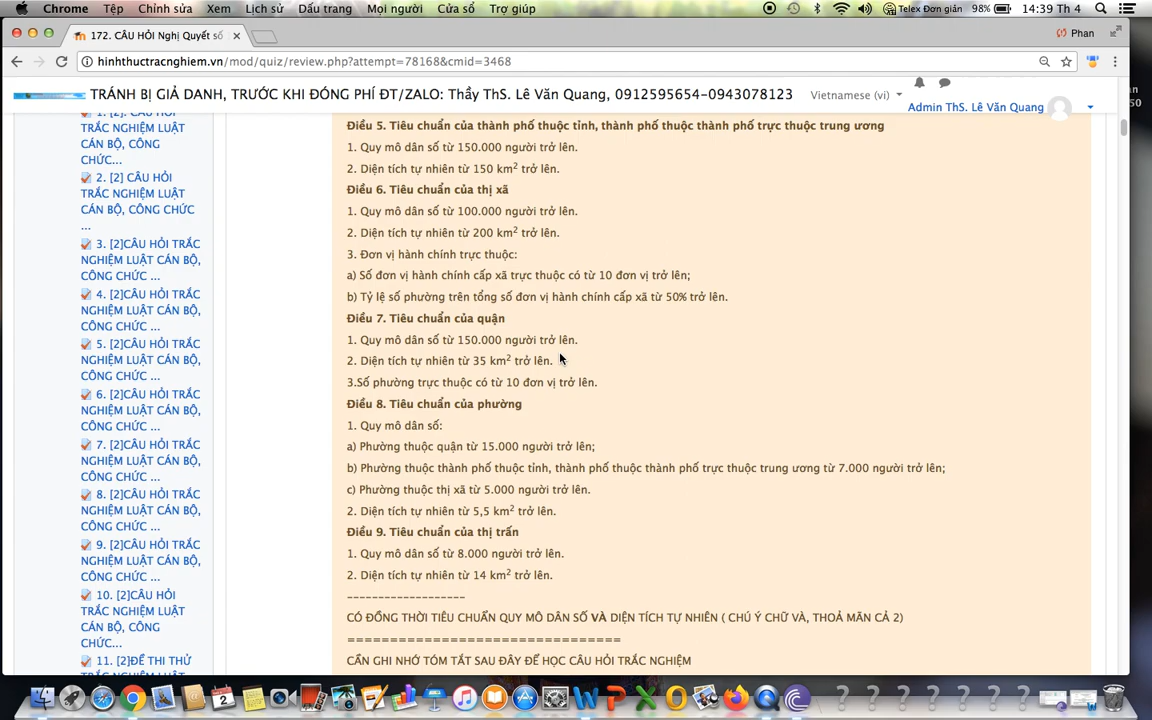 Chrome Tệp Chỉnh sửa Xem Lịch sử Dấu trang Mọi người Cửa sổ Trợ giúp Telex Đơn giản 98% 14:39 Th 4
172. CÂU HỎI Nghị Quyết số
Phan
hinhthuctracnghiem.vn/mod/quiz/review.php?attempt=78168&cmid=3468
TRÁNH BỊ GIẢ DANH, TRƯỚC KHI ĐÓNG PHÍ ĐT/ZALO: Thầy ThS. Lê Văn Quang, 0912595654-0943078123
Vietnamese (vi)
Admin ThS. Lê Văn Quang
1. [2]. CÂU HỎI
TRẮC NGHIỆM LUẬT
CÁN BỘ, CÔNG
CHỨC...
2. [2] CÂU HỎI
TRẮC NGHIỆM LUẬT
CÁN BỘ, CÔNG CHỨC
...
3. [2]CÂU HỎI TRẮC
NGHIỆM LUẬT CÁN BỘ,
CÔNG CHỨC ...
4. [2]CÂU HỎI TRẮC
NGHIỆM LUẬT CÁN BỘ,
CÔNG CHỨC ...
5. [2]CÂU HỎI TRẮC
NGHIỆM LUẬT CÁN BỘ,
CÔNG CHỨC ...
6. [2]CÂU HỎI TRẮC
NGHIỆM LUẬT CÁN BỘ,
CÔNG CHỨC ...
7. [2]CÂU HỎI TRẮC
NGHIỆM LUẬT CÁN BỘ,
CÔNG CHỨC ...
8. [2]CÂU HỎI TRẮC
NGHIỆM LUẬT CÁN BỘ,
CÔNG CHỨC ...
9. [2]CÂU HỎI TRẮC
NGHIỆM LUẬT CÁN BỘ,
CÔNG CHỨC ...
10. [2]CÂU HỎI
TRẮC NGHIỆM LUẬT
CÁN BỘ, CÔNG
CHỨC...
11. [2]ĐỀ THI THỬ
TRẮC NGHIỆM LUẬT
Điều 5. Tiêu chuẩn của thành phố thuộc tỉnh, thành phố thuộc thành phố trực thuộc trung ương
1. Quy mô dân số từ 150.000 người trở lên.
2. Diện tích tự nhiên từ 150 km² trở lên.
Điều 6. Tiêu chuẩn của thị xã
1. Quy mô dân số từ 100.000 người trở lên.
2. Diện tích tự nhiên từ 200 km² trở lên.
3. Đơn vị hành chính trực thuộc:
a) Số đơn vị hành chính cấp xã trực thuộc có từ 10 đơn vị trở lên;
b) Tỷ lệ số phường trên tổng số đơn vị hành chính cấp xã từ 50% trở lên.
Điều 7. Tiêu chuẩn của quận
1. Quy mô dân số từ 150.000 người trở lên.
2. Diện tích tự nhiên từ 35 km² trở lên.
3.Số phường trực thuộc có từ 10 đơn vị trở lên.
Điều 8. Tiêu chuẩn của phường
1. Quy mô dân số:
a) Phường thuộc quận từ 15.000 người trở lên;
b) Phường thuộc thành phố thuộc tỉnh, thành phố thuộc thành phố trực thuộc trung ương từ 7.000 người trở lên;
c) Phường thuộc thị xã từ 5.000 người trở lên.
2. Diện tích tự nhiên từ 5,5 km² trở lên.
Điều 9. Tiêu chuẩn của thị trấn
1. Quy mô dân số từ 8.000 người trở lên.
2. Diện tích tự nhiên từ 14 km² trở lên.
-------------------
CÓ ĐỒNG THỜI TIÊU CHUẨN QUY MÔ DÂN SỐ VÀ DIỆN TÍCH TỰ NHIÊN ( CHÚ Ý CHỮ VÀ, THOẢ MÃN CẢ 2)
===============================
CẦN GHI NHỚ TÓM TẮT SAU ĐÂY ĐỂ HỌC CÂU HỎI TRẮC NGHIỆM